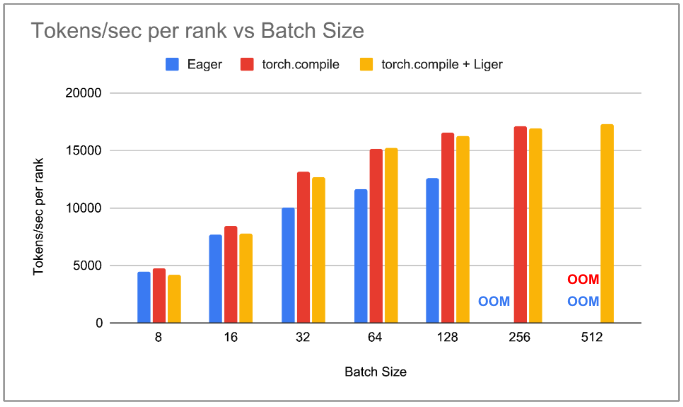 Tokens/sec per rank vs Batch Size
Eager torch.compile torch.compile + Liger
Tokens/sec per rank
20000
15000
10000
5000
0
OOM
OOM OOM
8 16 32 64 128 256 512
Batch Size